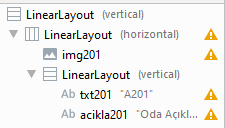 LinearLayout (vertical)
LinearLayout (horizontal)
img201
LinearLayout (vertical)
Ab txt201 "A201"
Ab acikla201 "Oda Açıkl...